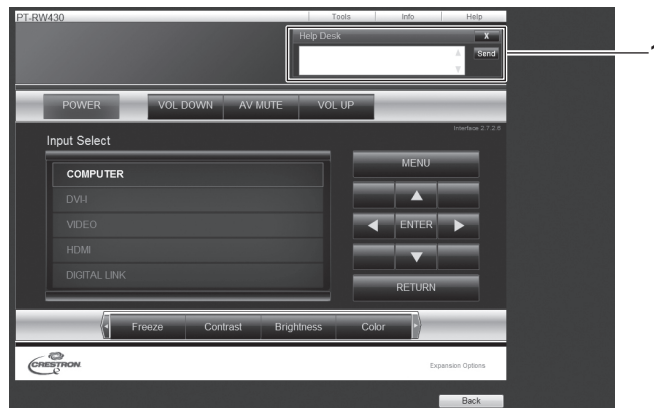 PT-RW430 Tools Info Help
Help Desk X
Send
1
POWER VOL DOWN AV MUTE VOL UP
Interface 2.7.2.8
Input Select
COMPUTER
DVI-I
VIDEO
HDMI
DIGITAL LINK
MENU
ENTER
RETURN
Freeze Contrast Brightness Color
CRESTRON
Expansion Options
Back